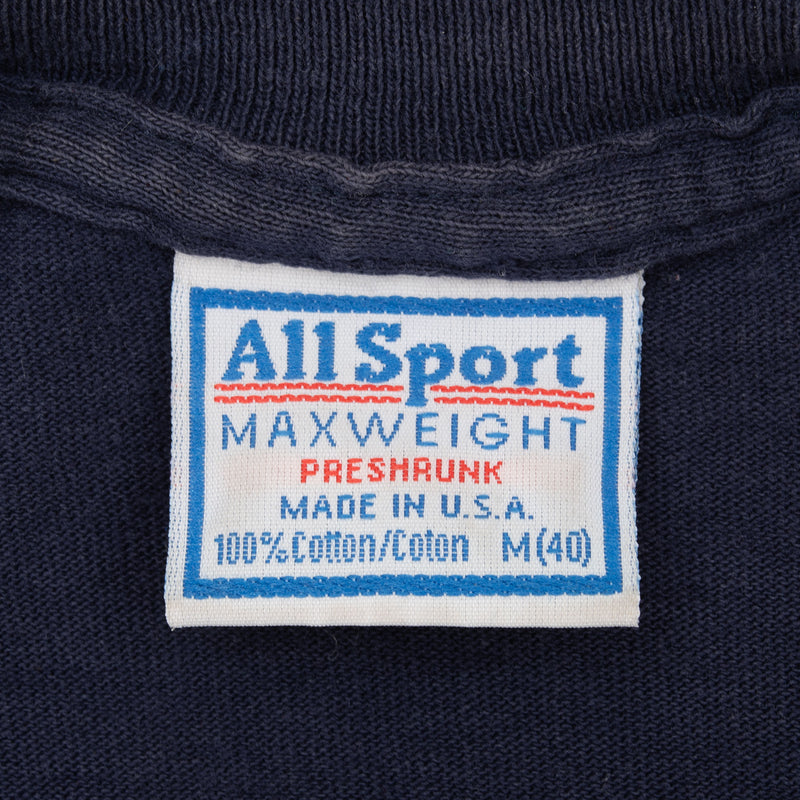 All Sport
MAXWEIGHT
PRESHRUNK
MADE IN U.S.A.
100% Cotton/Coton M(40)